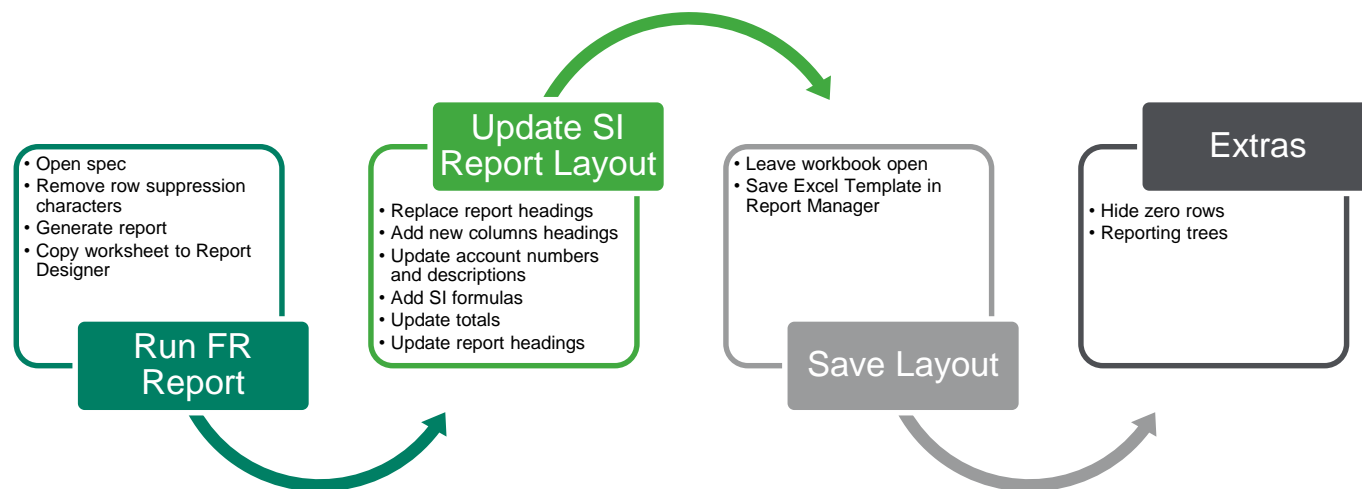 • Open spec
• Remove row suppression
characters
• Generate report
• Copy worksheet to Report
Designer
Run FR
Report
Update SI
Report Layout
• Replace report headings
• Add new columns headings
• Update account numbers
and descriptions
• Add SI formulas
• Update totals
• Update report headings
• Leave workbook open
• Save Excel Template in
Report Manager
Save Layout
Extras
• Hide zero rows
• Reporting trees